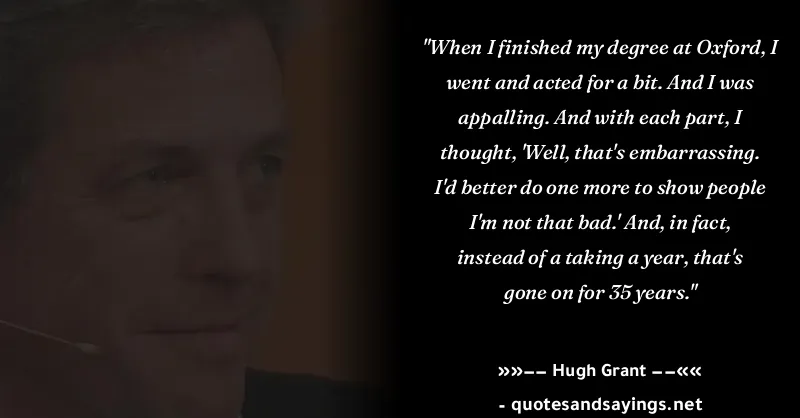 "When I finished my degree at Oxford, I
went and acted for a bit. And I was
appalling. And with each part, I
thought, 'Well, that's embarrassing.
I'd better do one more to show people
I'm not that bad.' And, in fact,
instead of a taking a year, that's
gone on for 35 years."
»»–– Hugh Grant ––««
- quotesandsayings.net